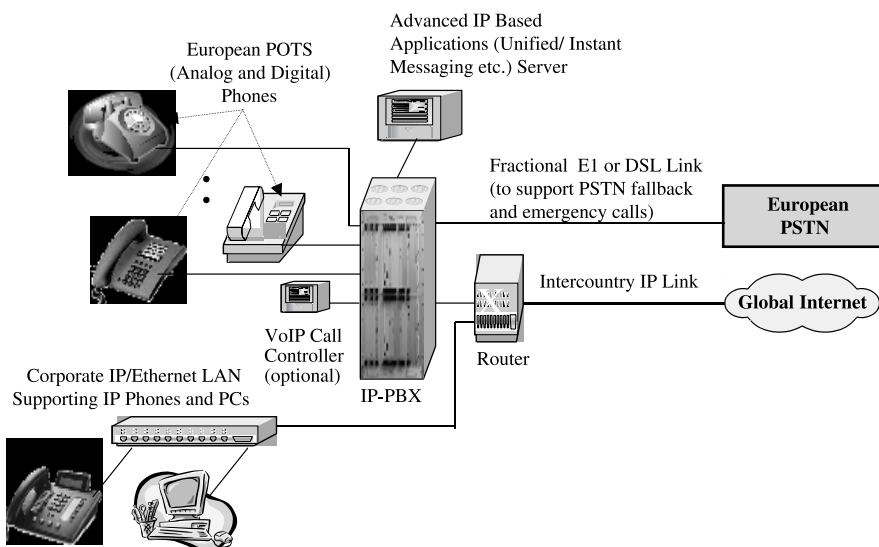 Advanced IP Based
Applications (Unified/ Instant
Messaging etc.) Server
European POTS
(Analog and Digital)
Phones
Fractional E1 or DSL Link
(to support PSTN fallback
and emergency calls)
European
PSTN
Intercountry IP Link
Global Internet
VoIP Call
Controller
(optional)
Router
IP-PBX
Corporate IP/Ethernet LAN
Supporting IP Phones and PCs